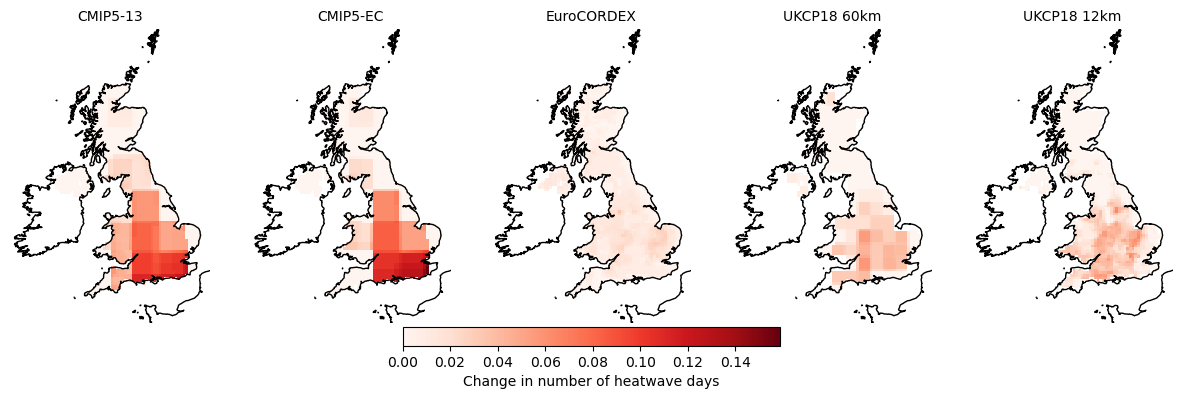 CMIP5-13 CMIP5-EC EuroCORDEX UKCP18 60km UKCP18 12km
0.00 0.02 0.04 0.06 0.08 0.10 0.12 0.14
Change in number of heatwave days